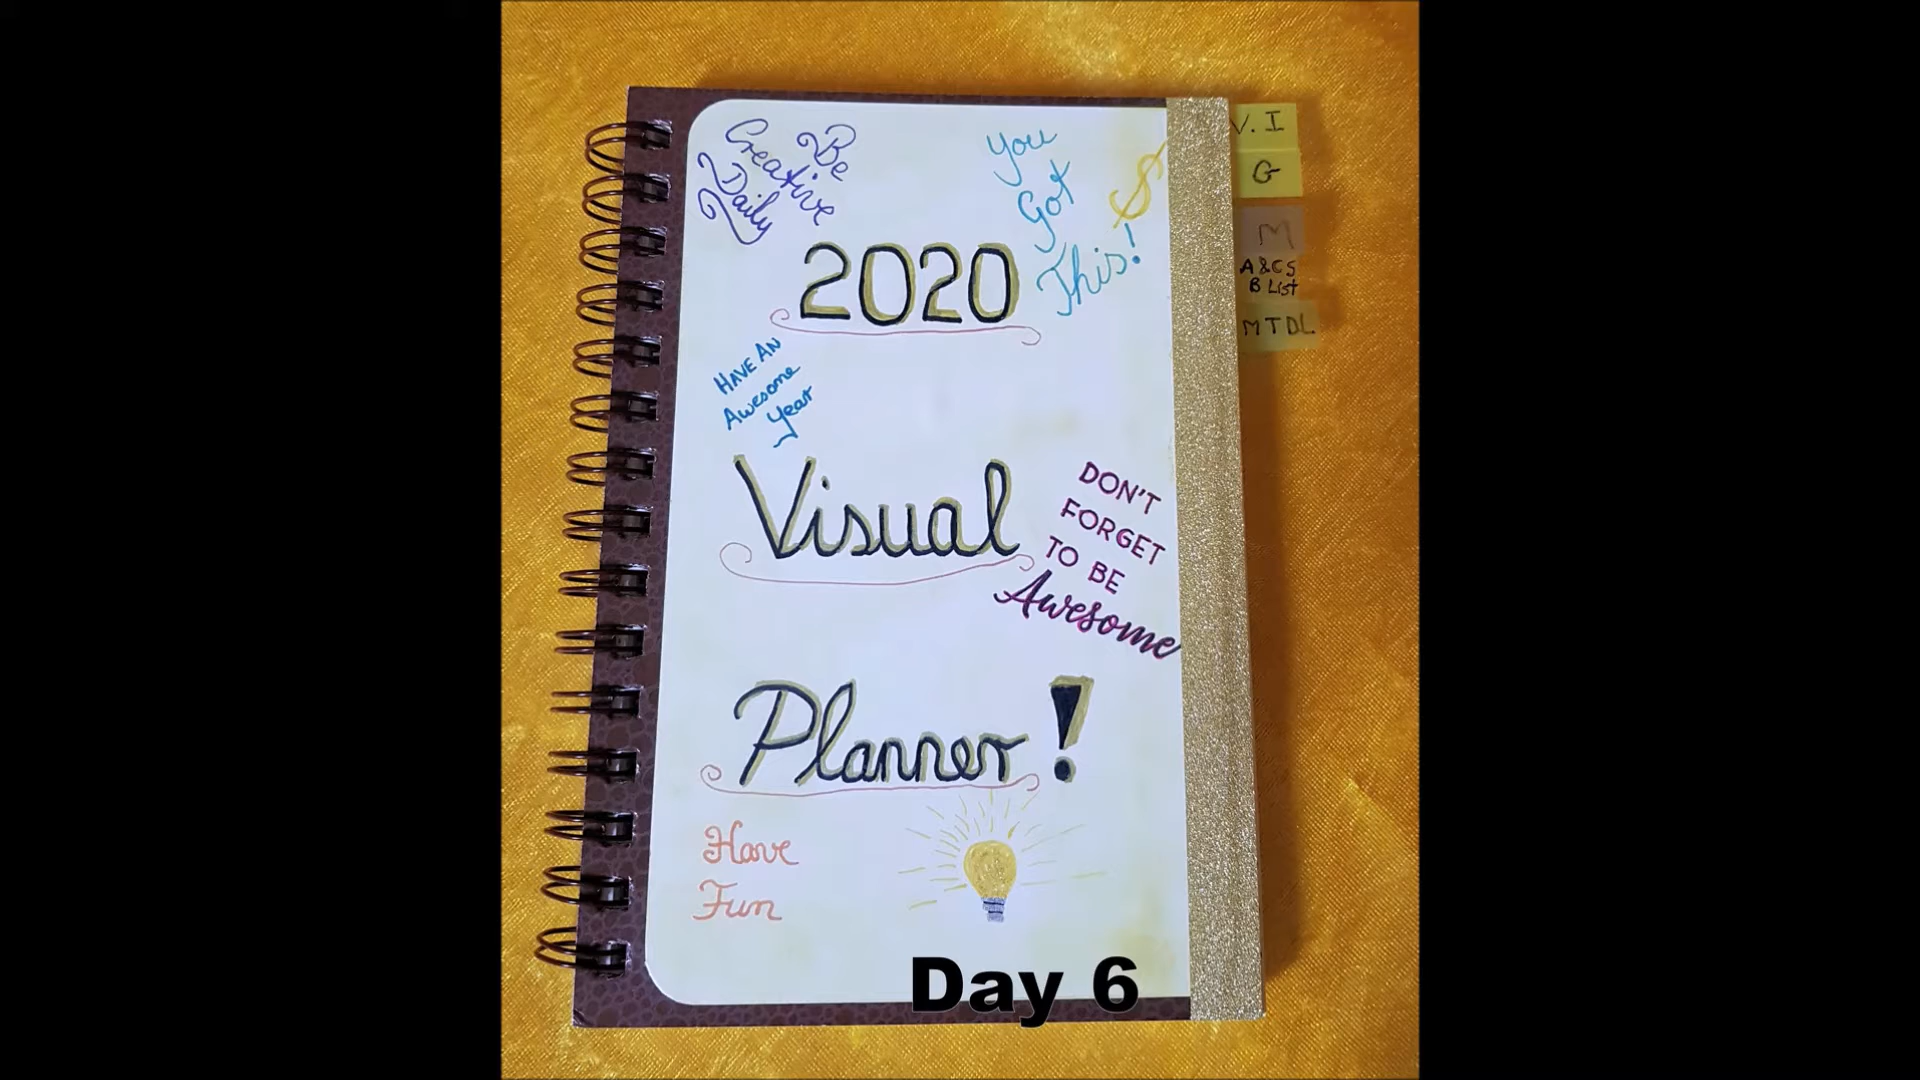 Be
Creative
Daily
You
Got
This!
$
2020
HAVE AN
Awesome
Year
Visual
DON'T
FORGET
TO BE
Awesome
Planner!
Have
Fun
V. I
G
M
A & CS
B List
MTDL
Day 6